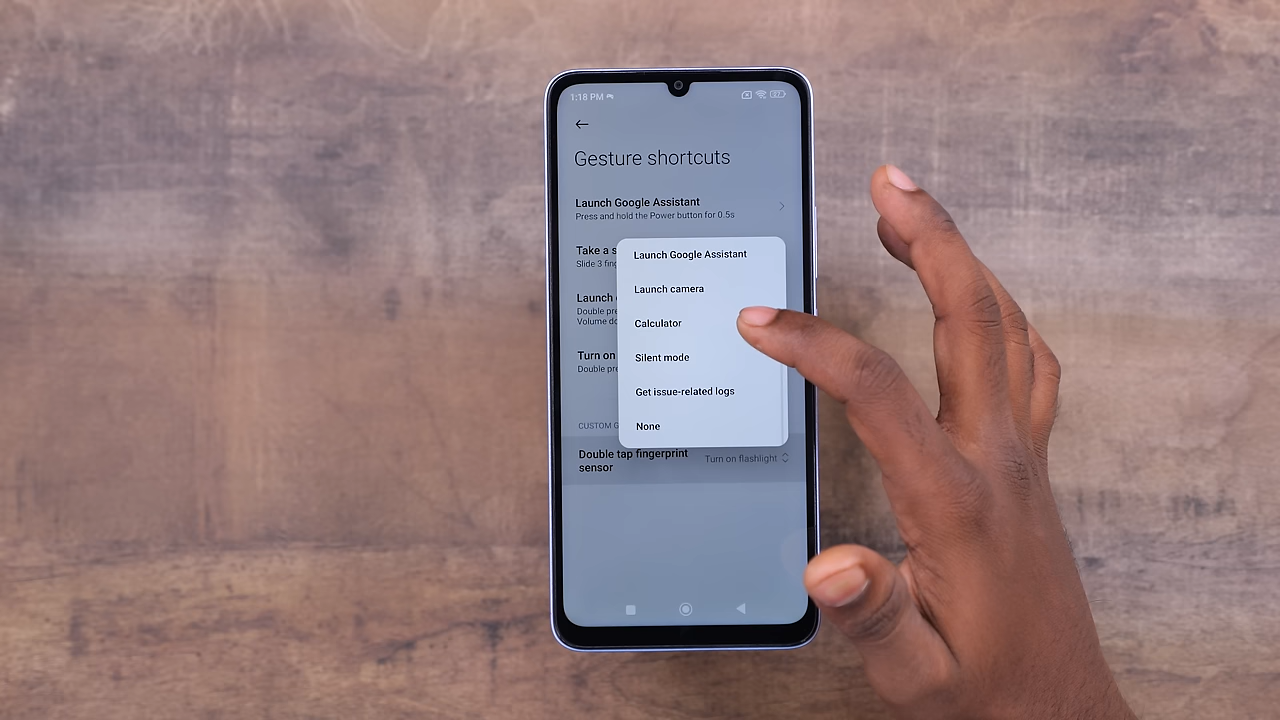 1:18 PM
Gesture shortcuts
Launch Google Assistant
Press and hold the Power button for 0.5s
Take a s
Slide 3 fing
Launch
Double pre
Volume do
Turn on
Double pre
Launch Google Assistant
Launch camera
Calculator
Silent mode
Get issue-related logs
None
CUSTOM G
Double tap fingerprint
sensor
Turn on flashlight